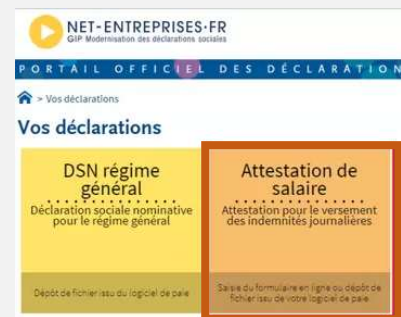 NET-ENTREPRISES·FR
GIP Modernisation des déclarations sociales
PORTAIL OFFICIEL DES DÉCLARATION
> Vos déclarations
Vos déclarations
DSN régime
général
Déclaration sociale nominative
pour le régime général
Dépôt de fichier issu du logiciel de paie
Attestation de
salaire
Attestation pour le versement
des indemnités journalières
Saisie du formulaire en ligne ou dépôt de
fichier issu de votre logiciel de paie